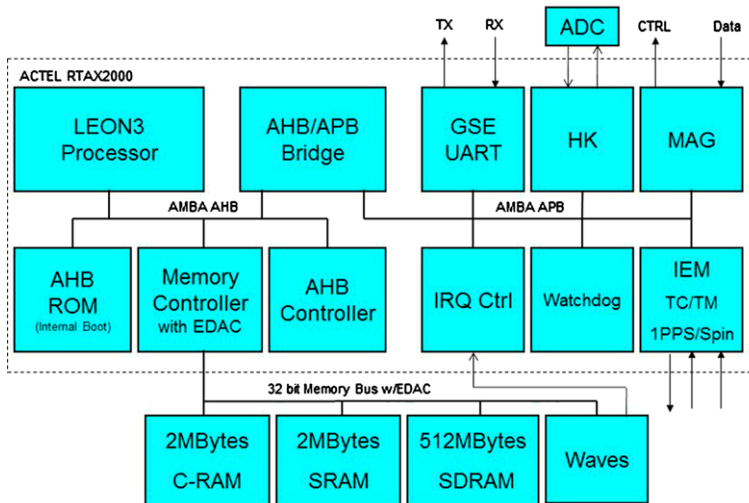 TX
RX
ADC
CTRL
Data
ACTEL RTAX2000
LEON3
Processor
AHB/APB
Bridge
GSE
UART
HK
MAG
AMBA AHB
AMBA APB
AHB
ROM
(Internal Boot)
Memory
Controller
with EDAC
AHB
Controller
IRQ Ctrl
Watchdog
IEM
TC/TM
1PPS/Spin
32 bit Memory Bus w/EDAC
2MBytes
C-RAM
2MBytes
SRAM
512MBytes
SDRAM
Waves